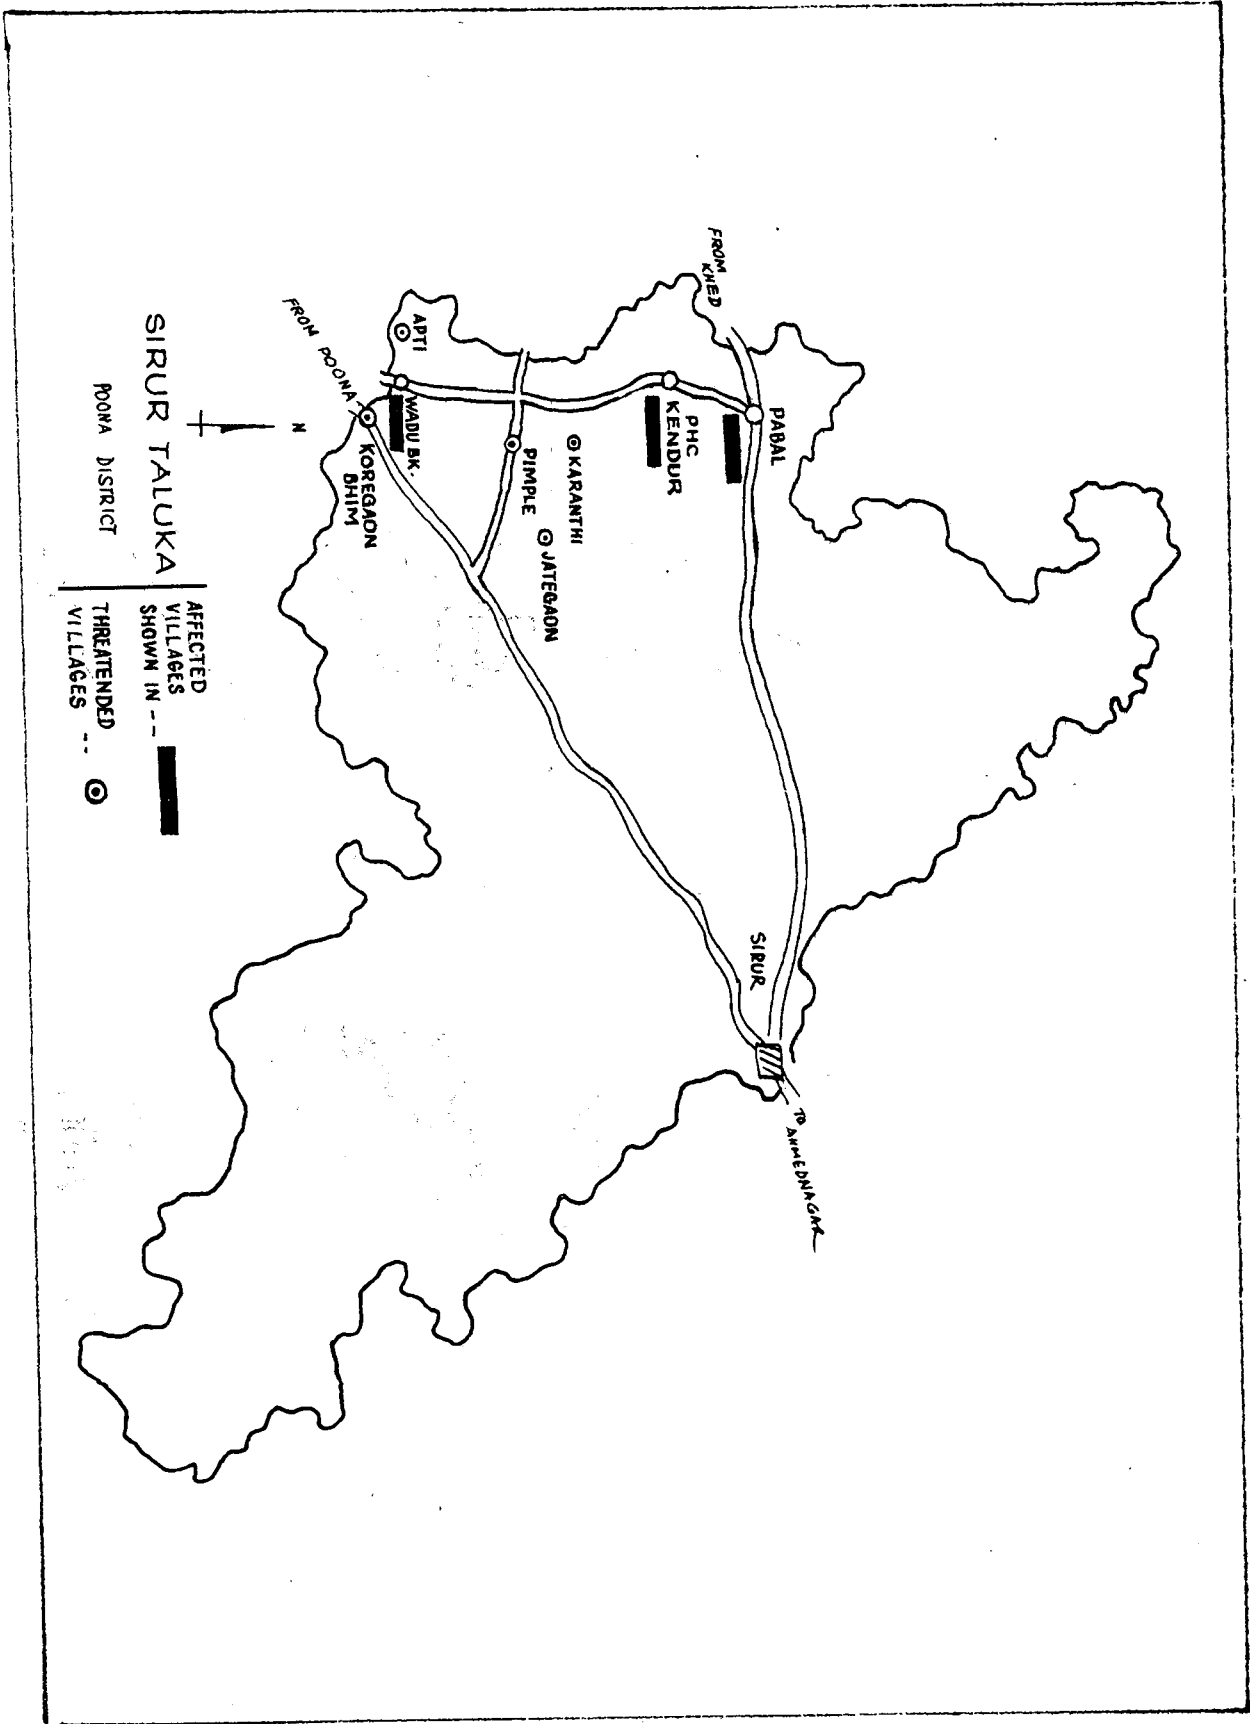 FROM
KHED
PABAL
PHC
KENDUR
KARANTHI
JATEGAON
PIMPLE
APTI
WADU BK.
KOREGAON
BHIM
FROM POONA
SIRUR
TO
AHMEDNAGAR
N
SIRUR TALUKA
POONA DISTRICT
AFFECTED
VILLAGES
SHOWN IN --
THREATENDED
VILLAGES --